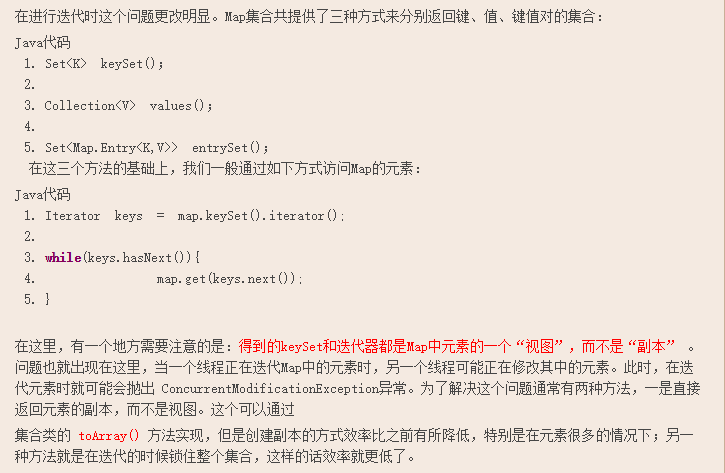 在进行迭代时这个问题更改明显。Map集合共提供了三种方式来分别返回键、值、键值对的集合：
Java代码
1. Set<K>  keySet();
2.
3. Collection<V>  values();
4.
5. Set<Map.Entry<K,V>>  entrySet();
在这三个方法的基础上，我们一般通过如下方式访问Map的元素：
Java代码
1. Iterator  keys  =  map.keySet().iterator();
2.
3. while(keys.hasNext()){
4.                map.get(keys.next());
5. }
在这里，有一个地方需要注意的是：得到的keySet和迭代器都是Map中元素的一个“视图”，而不是“副本” 。
问题也就出现在这里，当一个线程正在迭代Map中的元素时，另一个线程可能正在修改其中的元素。此时，在迭
代元素时就可能会抛出 ConcurrentModificationException异常。为了解决这个问题通常有两种方法，一是直接
返回元素的副本，而不是视图。这个可以通过
集合类的 toArray() 方法实现，但是创建副本的方式效率比之前有所降低，特别是在元素很多的情况下；另一
种方法就是在迭代的时候锁住整个集合，这样的话效率就更低了。